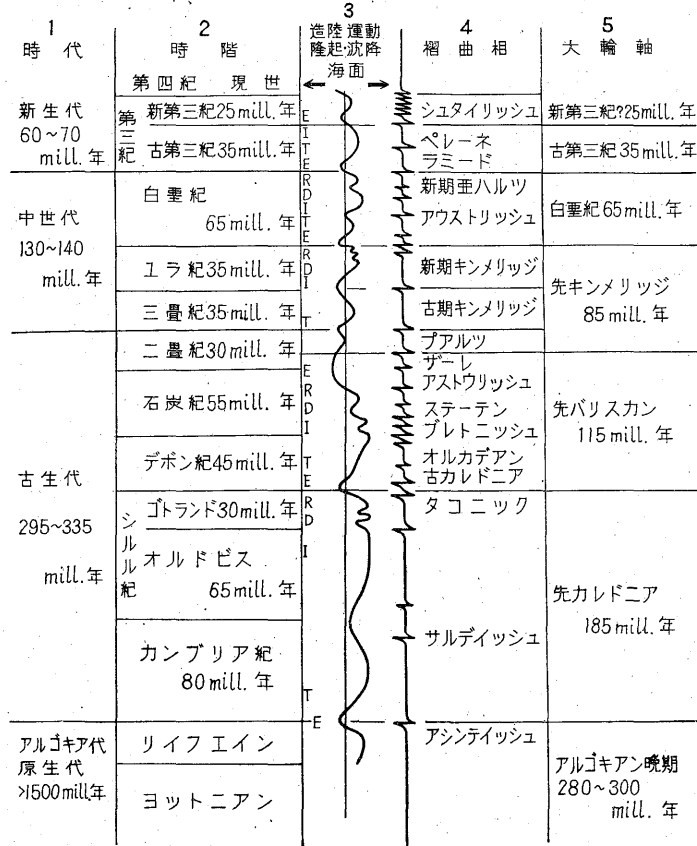 1
時代
2
時階
3
造陸運動
隆起·沈降
海面
4
褶曲相
5
大輪軸
第四紀 現世
新生代
60~70
mill.年
第三紀
新第三紀25mill.年
古第三紀35mill.年
中世代
130~140
mill.年
白亜紀
65mill.年
ユラ紀35mill.年
三畳紀35mill.年
古生代
295~335
mill.年
二畳紀30mill.年
石炭紀55mill.年
デボン紀45mill.年
シルル紀
ゴトランド30mill.年
オルドビス
65mill.年
カンブリア紀
80mill.年
アルゴキア代
原生代
>1500mill.年
リイフエイン
ヨットニアン
E
I
T
E
R
D
I
T
E
R
D
I
T
E
R
D
I
T
E
R
D
I
T
E
シュタイリッシュ
ペレーネ
ラミード
新期亜ハルツ
アウストリッシュ
新期キンメリッジ
古期キンメリッジ
プアルツ
ザーレ
アストウリッシュ
ステーテン
ブレトニッシュ
オルカデアン
古カレドニア
タコニック
サルデイッシュ
アシンテイッシュ
新第三紀?25mill.年
古第三紀35mill.年
白亜紀65mill.年
先キンメリッジ
85mill.年
先バリスカン
115mill.年
先カレドニア
185mill.年
アルゴキアン晩期
280~300
mill.年